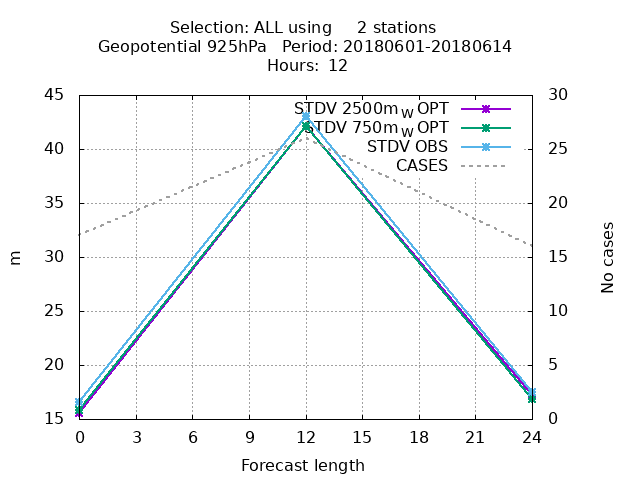 Selection: ALL using     2 stations
Geopotential 925hPa   Period: 20180601-20180614
Hours:  12
STDV 2500m_W OPT
STDV 750m_W OPT
STDV OBS
CASES
45
40
35
30
25
20
15
m
30
25
20
15
10
5
0
No cases
0 3 6 9 12 15 18 21 24
Forecast length